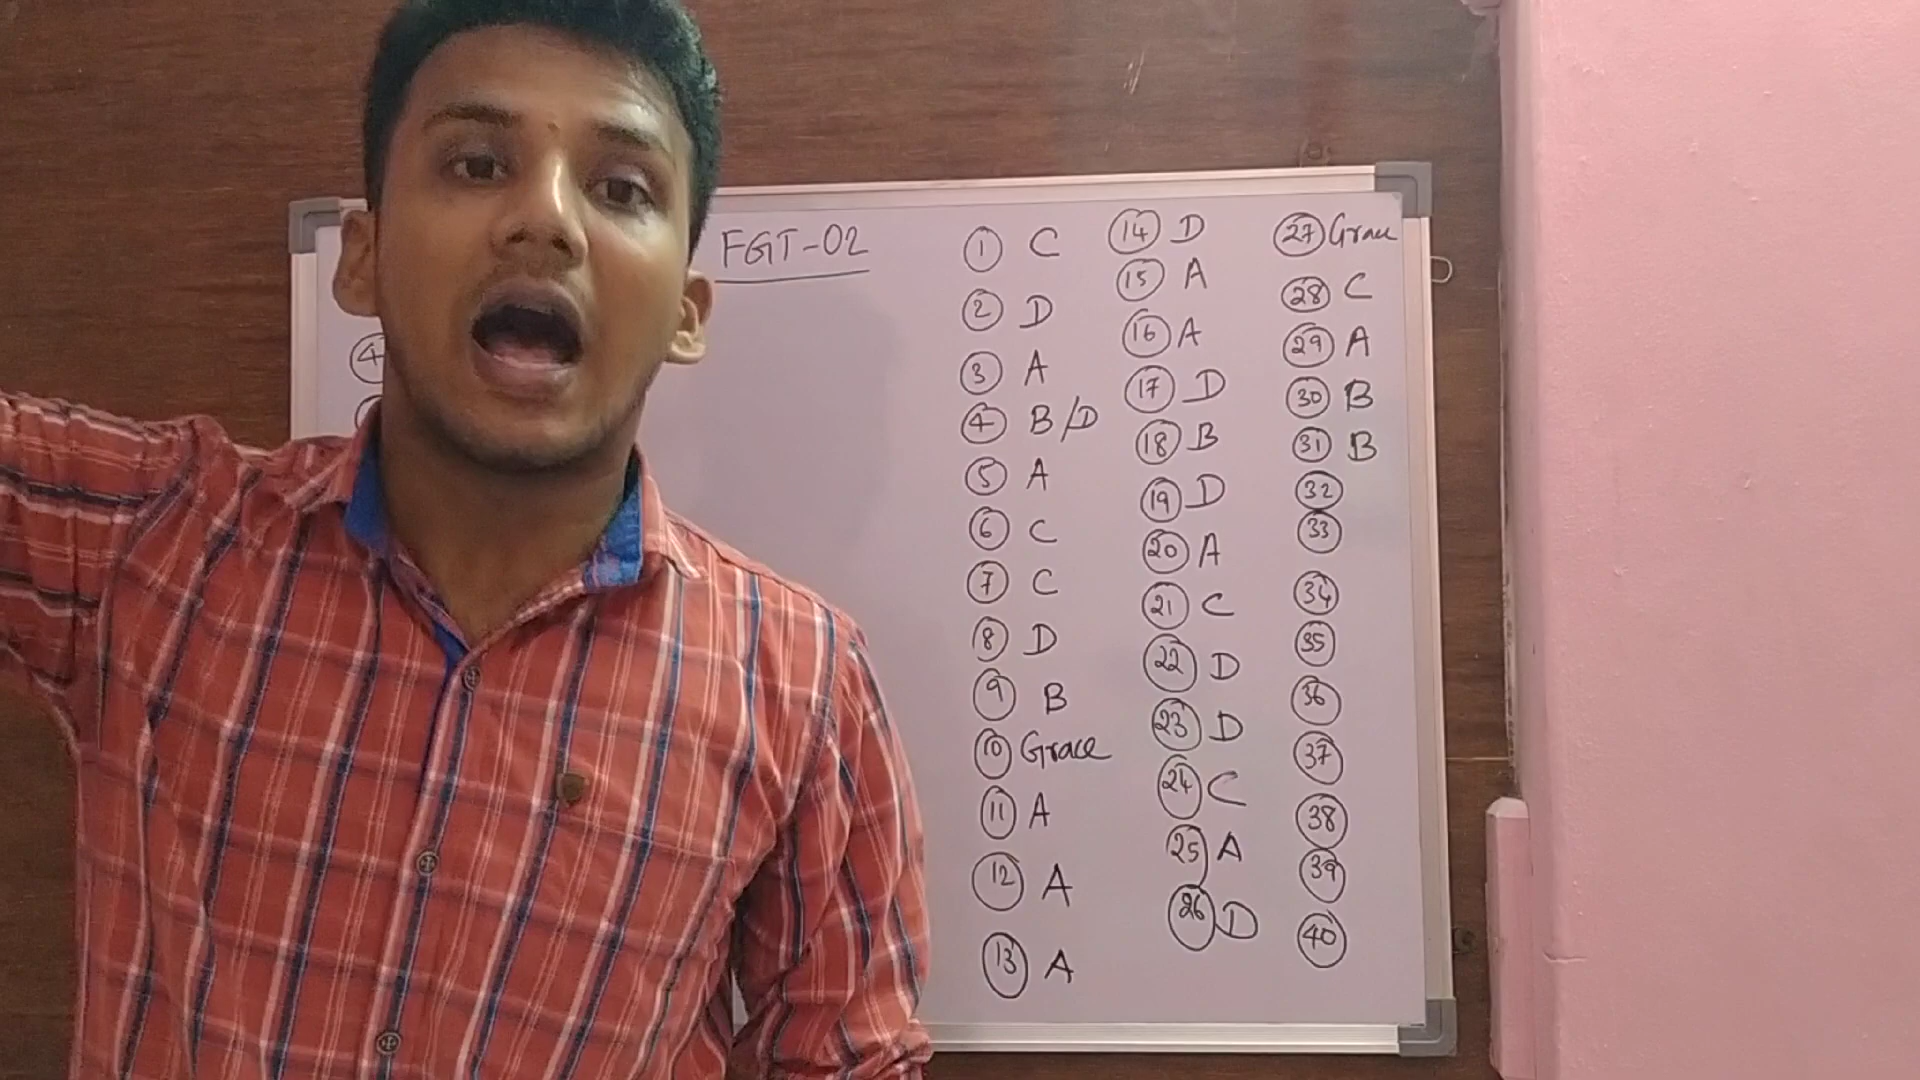 FGT-02
1 C
2 D
3 A
4 B/D
5 A
6 C
7 C
8 D
9 B
10 Grace
11 A
12 A
13 A
14 D
15 A
16 A
17 D
18 B
19 D
20 A
21 C
22 D
23 D
24 C
25 A
26 D
27 Grace
28 C
29 A
30 B
31 B
32
33
34
35
36
37
38
39
40
4